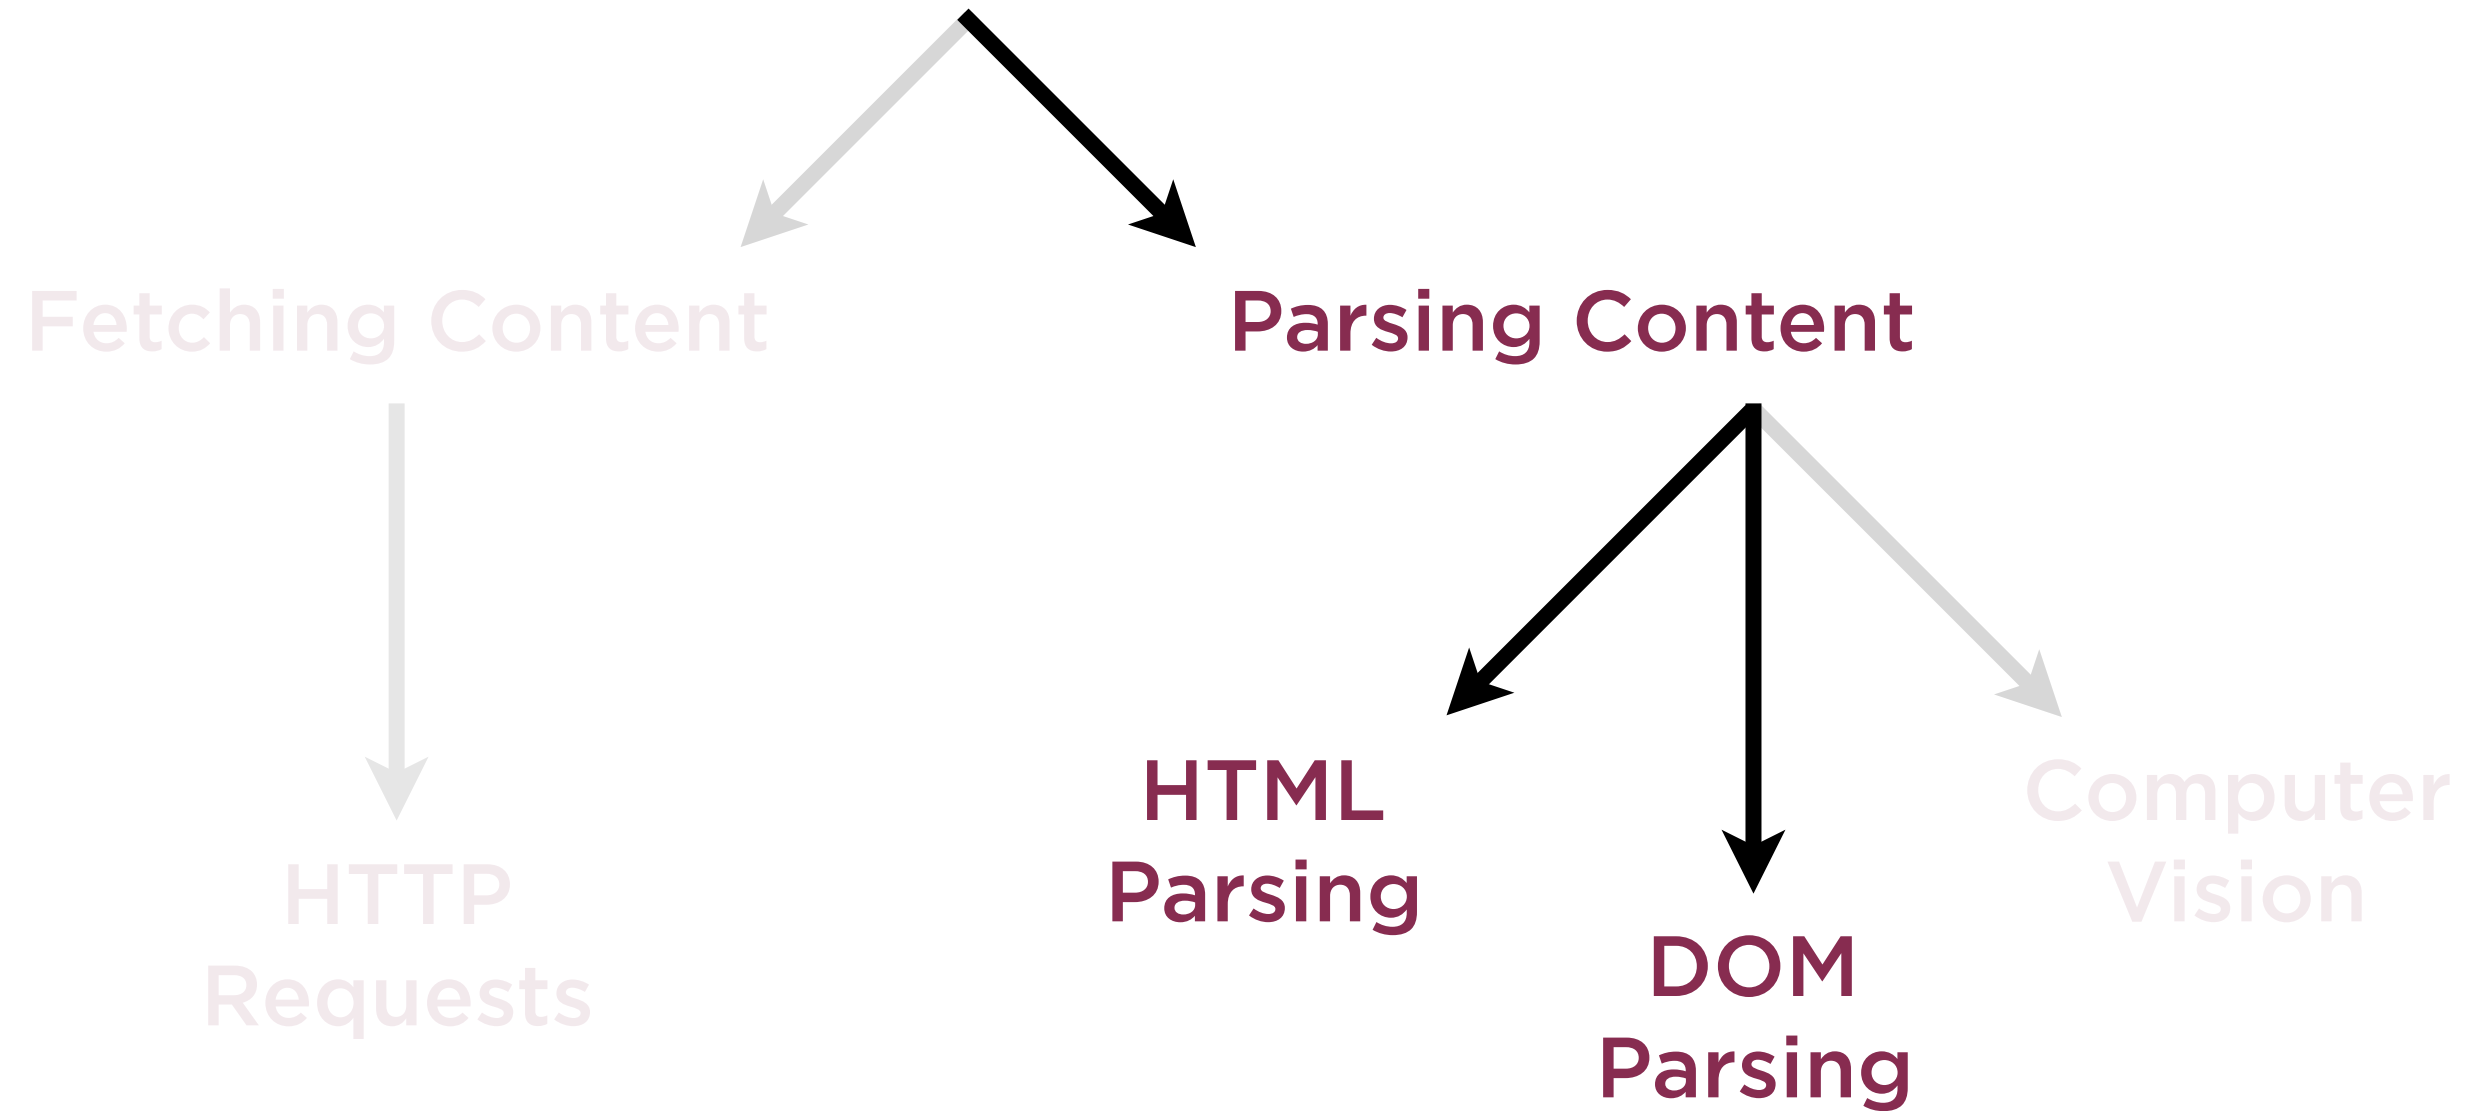 Fetching Content
Parsing Content
HTTP
Requests
HTML
Parsing
DOM
Parsing
Computer
Vision